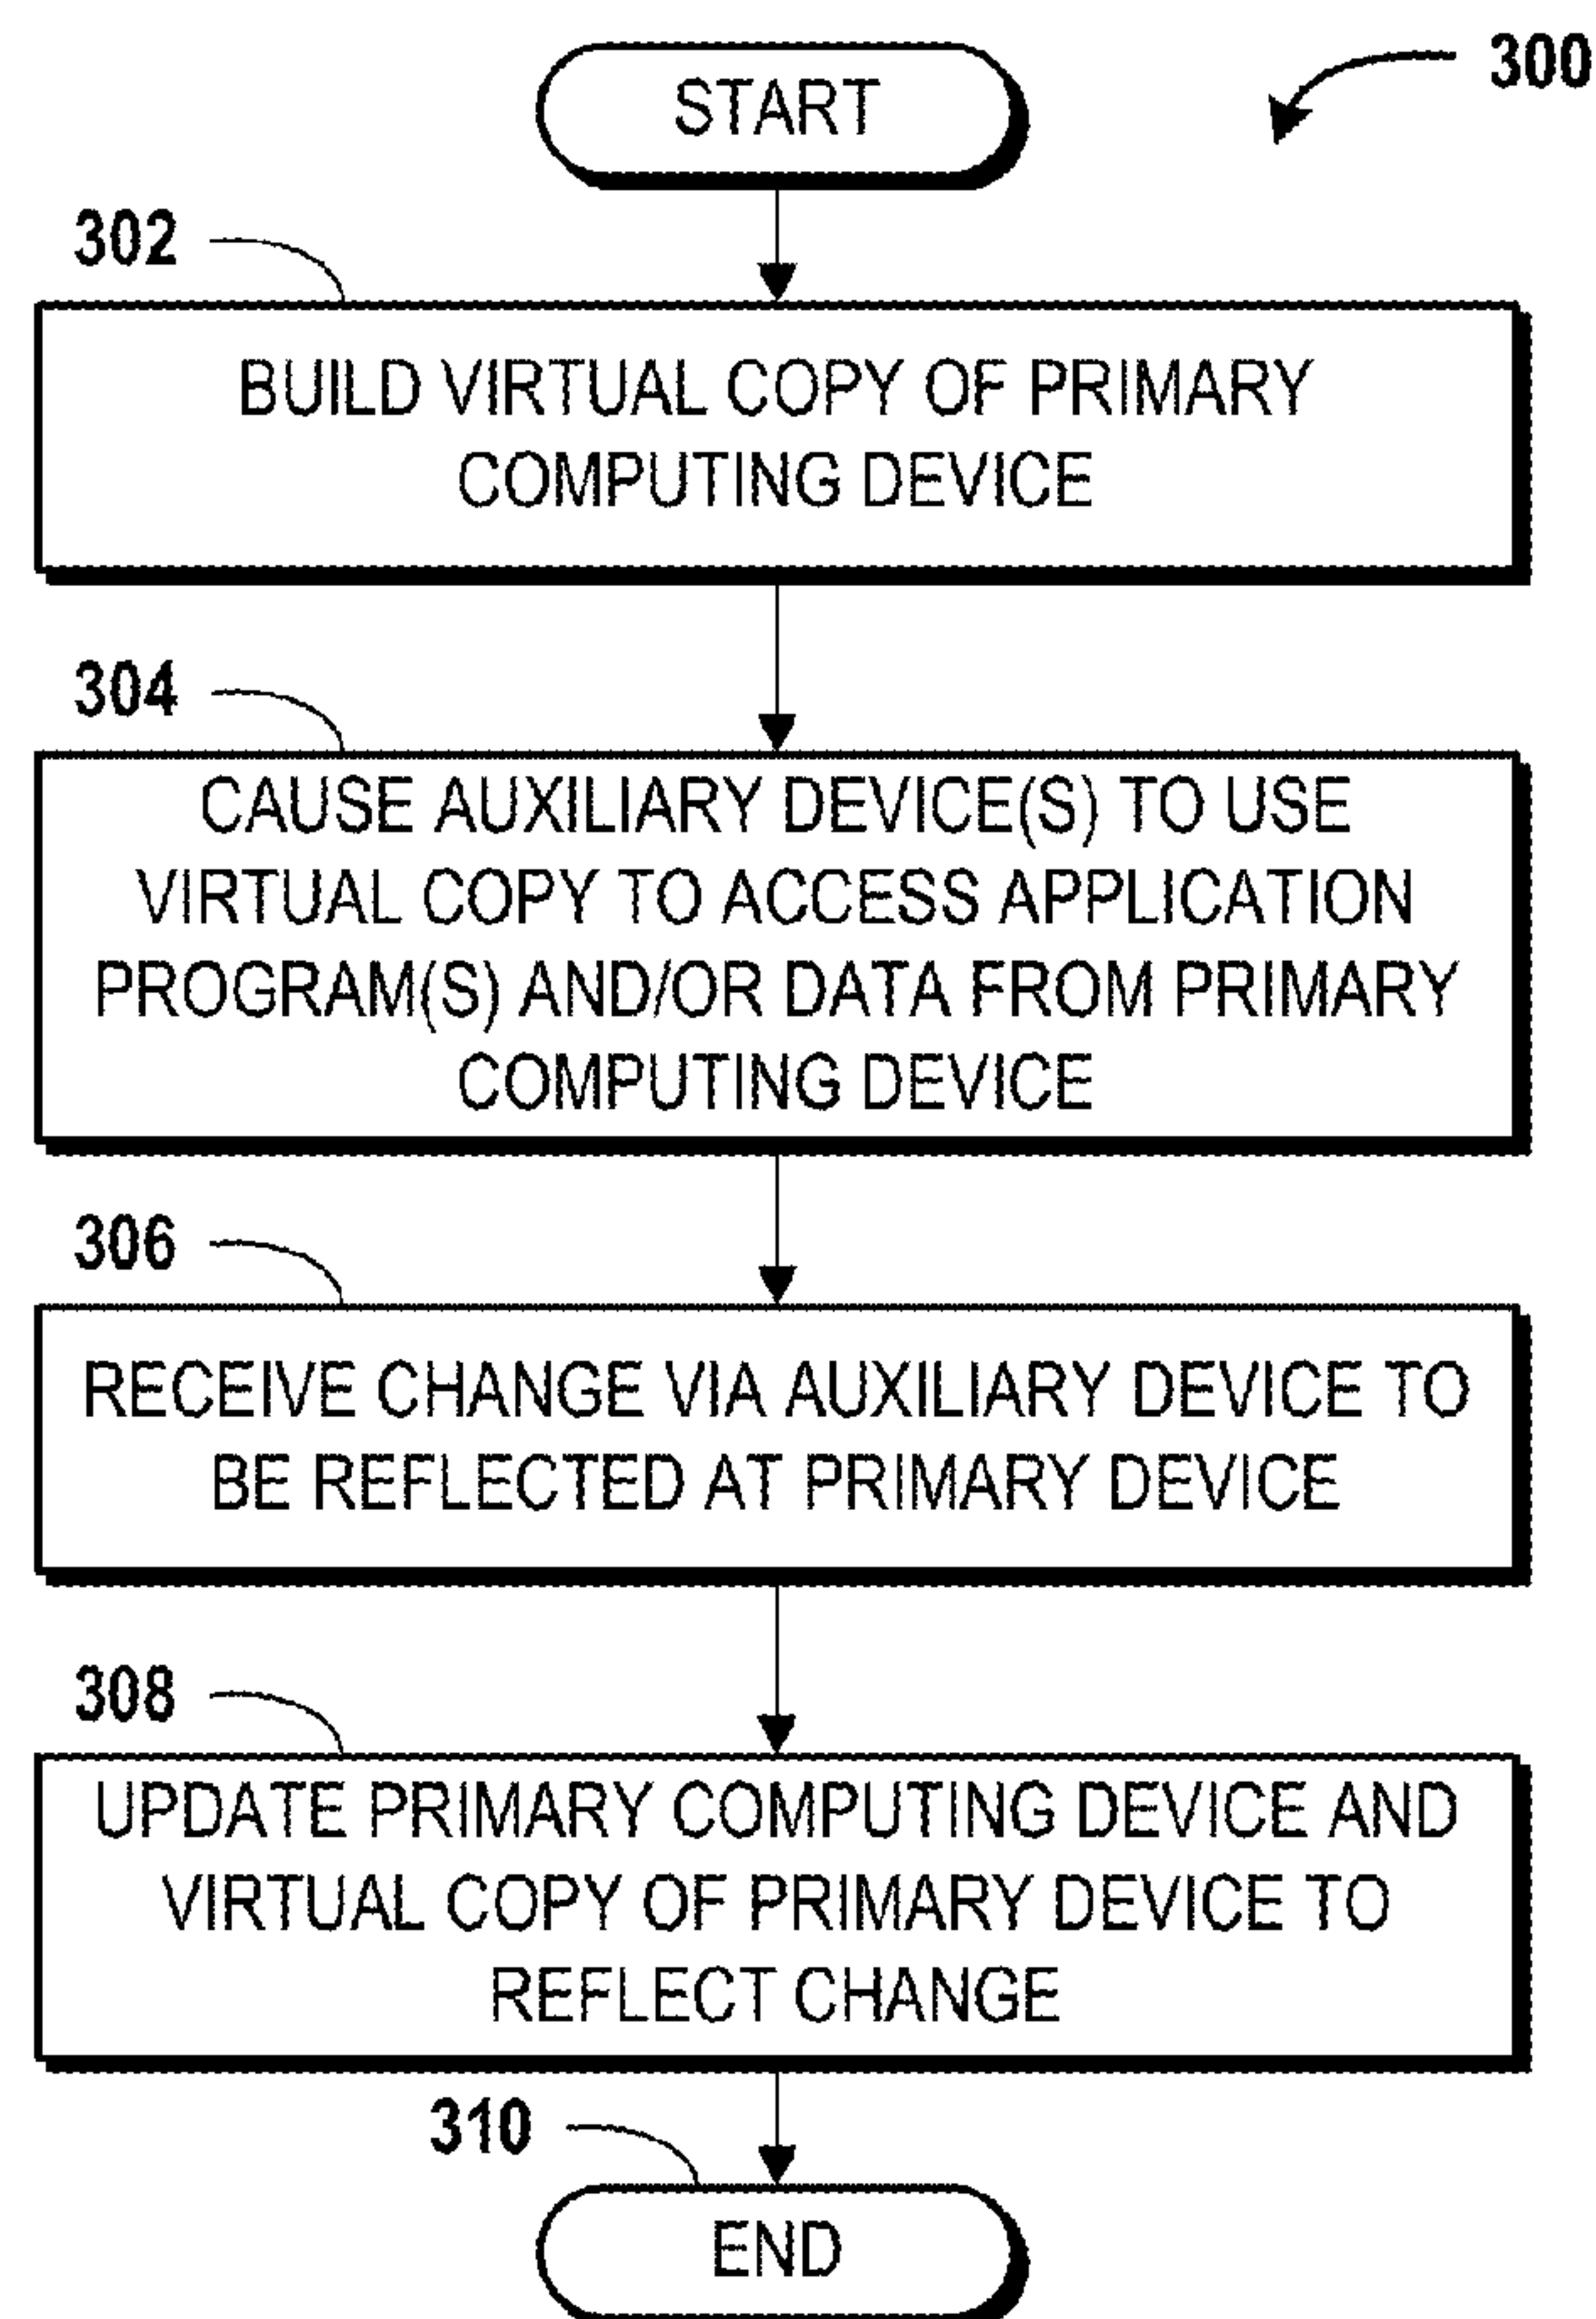 300
START
302
BUILD VIRTUAL COPY OF PRIMARY
COMPUTING DEVICE
304
CAUSE AUXILIARY DEVICE(S) TO USE
VIRTUAL COPY TO ACCESS APPLICATION
PROGRAM(S) AND/OR DATA FROM PRIMARY
COMPUTING DEVICE
306
RECEIVE CHANGE VIA AUXILIARY DEVICE TO
BE REFLECTED AT PRIMARY DEVICE
308
UPDATE PRIMARY COMPUTING DEVICE AND
VIRTUAL COPY OF PRIMARY DEVICE TO
REFLECT CHANGE
310
END